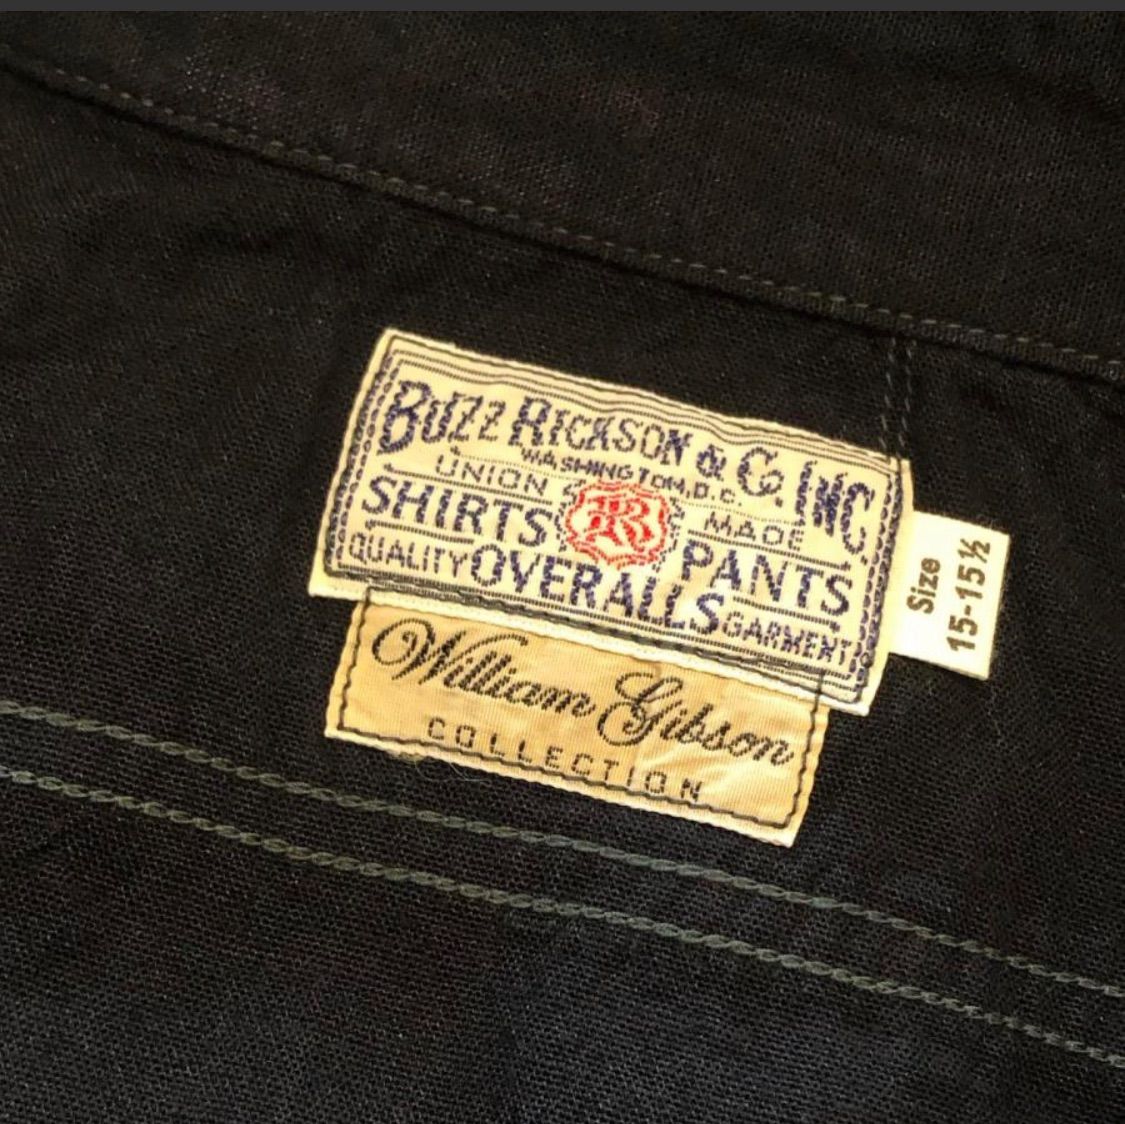 BUZZ RICKSON & CO. INC
WASHINGTON, D.C.
UNION MADE
R
SHIRTS PANTS
QUALITY OVERALLS GARMENT
William Gibson
COLLECTION
Size
15-15½